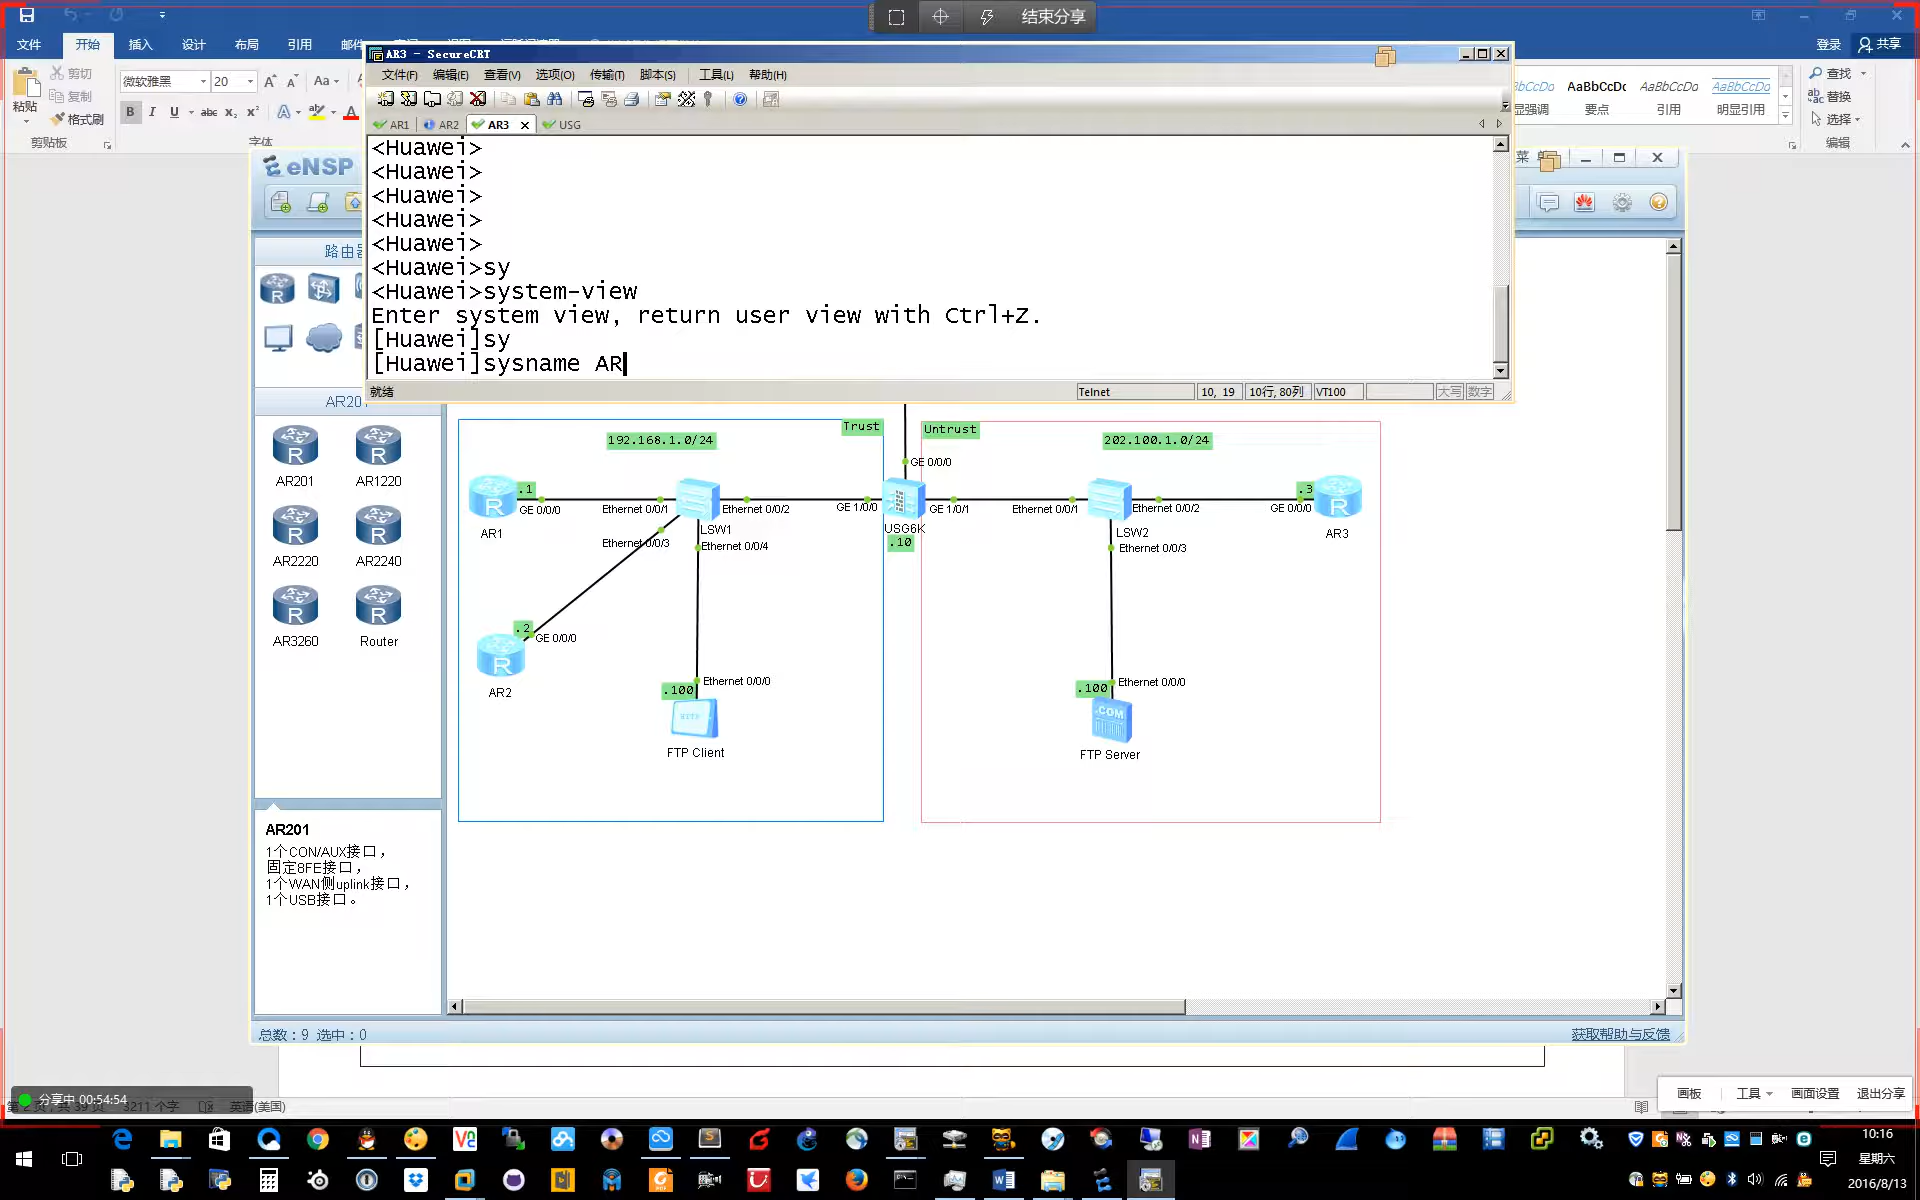 结束分享
文件 开始 插入 设计 布局 引用
登录 共享
AR3 - SecureCRT
文件(F) 编辑(E) 查看(V) 选项(O) 传输(T) 脚本(S) 工具(L) 帮助(H)
AR1 AR2 AR3 USG
粘贴
剪切
复制
格式刷
剪贴板
微软雅黑 20
字体
AaBbCcDc AaBbCcDo AaBbCcDo
显强调 要点 引用 明显引用
查找
替换
选择
编辑
<Huawei>
<Huawei>
<Huawei>
<Huawei>
<Huawei>
<Huawei>sy
<Huawei>system-view
Enter system view, return user view with Ctrl+Z.
[Huawei]sy
[Huawei]sysname AR
就绪 Telnet 10, 19 10行, 80列 VT100 大写 数字
eNSP
AR201 AR1220
AR2220 AR2240
AR3260 Router
AR201
1个CON/AUX接口，
固定8FE接口，
1个WAN侧uplink接口，
1个USB接口。
192.168.1.0/24 Trust
Untrust 202.100.1.0/24
GE 0/0/0
.1
GE 0/0/0
AR1
Ethernet 0/0/1
LSW1
Ethernet 0/0/2
Ethernet 0/0/3
Ethernet 0/0/4
GE 1/0/0
USG6K
.10
GE 1/0/1
Ethernet 0/0/1
LSW2
Ethernet 0/0/2
Ethernet 0/0/3
GE 0/0/0
.3
AR3
.2
GE 0/0/0
AR2
.100
Ethernet 0/0/0
FTP Client
.100
Ethernet 0/0/0
.COM
FTP Server
总数：9 选中：0
获取帮助与反馈
分享中 00:54:54
3211 个字 英语(美国)
画板 工具 画面设置 退出分享
10:16
星期六
2016/8/13